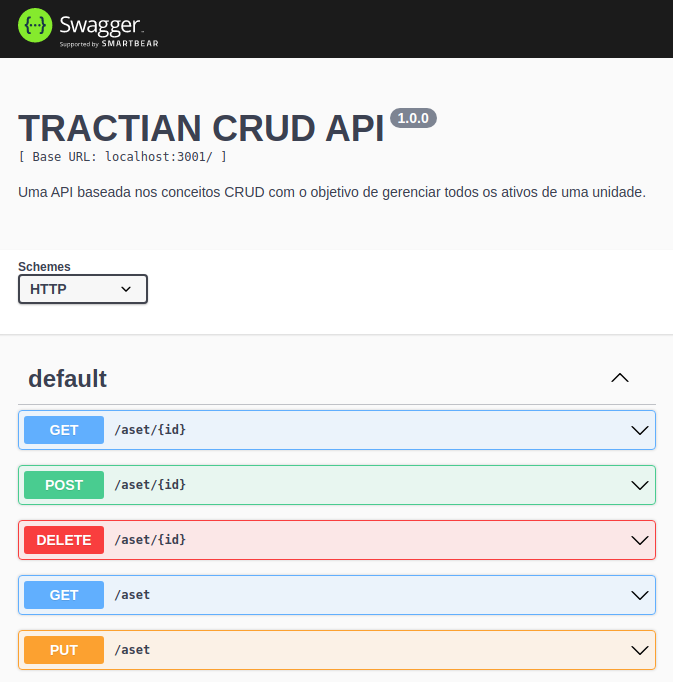 {···} Swagger
Supported by SMARTBEAR
TRACTIAN CRUD API 1.0.0
[ Base URL: localhost:3001/ ]
Uma API baseada nos conceitos CRUD com o objetivo de gerenciar todos os ativos de uma unidade.
Schemes
HTTP
default
GET /aset/{id}
POST /aset/{id}
DELETE /aset/{id}
GET /aset
PUT /aset